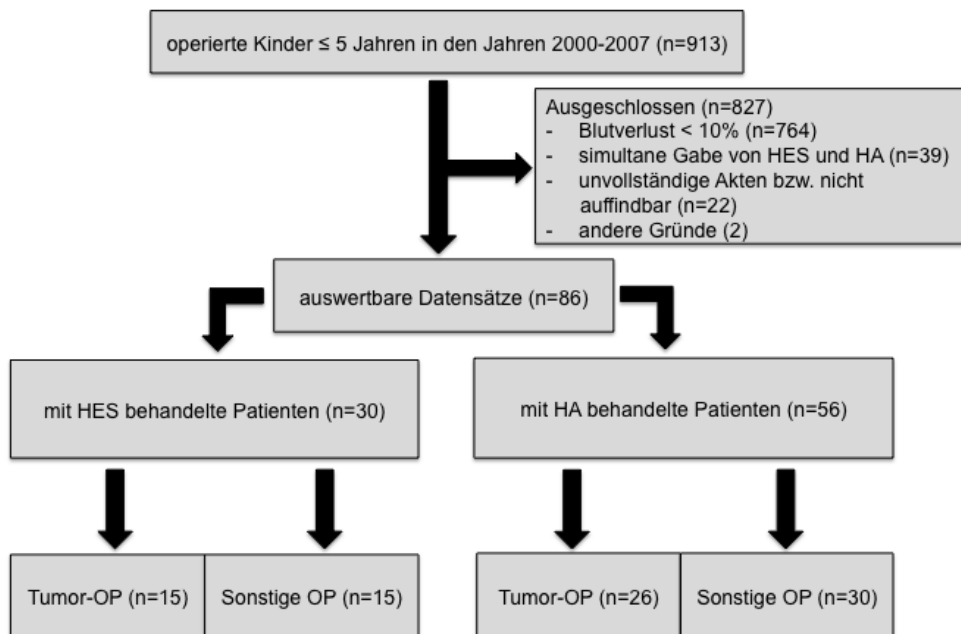 operierte Kinder ≤ 5 Jahren in den Jahren 2000-2007 (n=913)
Ausgeschlossen (n=827)
- Blutverlust < 10% (n=764)
- simultane Gabe von HES und HA (n=39)
- unvollständige Akten bzw. nicht
auffindbar (n=22)
- andere Gründe (2)
auswertbare Datensätze (n=86)
mit HES behandelte Patienten (n=30)
mit HA behandelte Patienten (n=56)
Tumor-OP (n=15)
Sonstige OP (n=15)
Tumor-OP (n=26)
Sonstige OP (n=30)